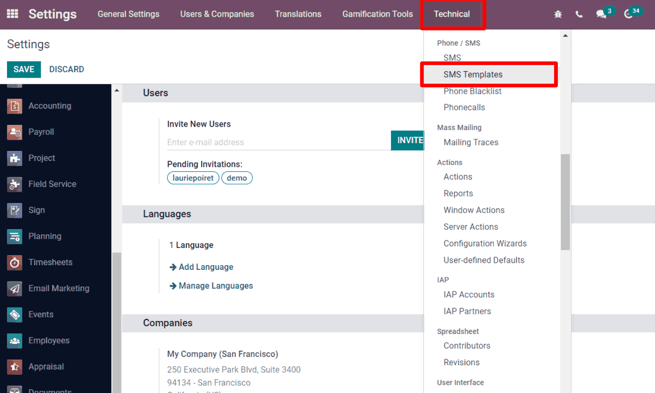 Settings General Settings Users & Companies Translations Gamification Tools Technical 3 34
Settings
SAVE DISCARD
Accounting
Payroll
Project
Field Service
Sign
Planning
Timesheets
Email Marketing
Events
Employees
Appraisal
Documents
Users
Invite New Users
Enter e-mail address
INVITE
Pending Invitations:
lauriepoiret demo
Languages
1 Language
Add Language
Manage Languages
Companies
My Company (San Francisco)
250 Executive Park Blvd, Suite 3400
94134 - San Francisco
Phone / SMS
SMS
SMS Templates
Phone Blacklist
Phonecalls
Mass Mailing
Mailing Traces
Actions
Actions
Reports
Window Actions
Server Actions
Configuration Wizards
User-defined Defaults
IAP
IAP Accounts
IAP Partners
Spreadsheet
Contributors
Revisions
User Interface